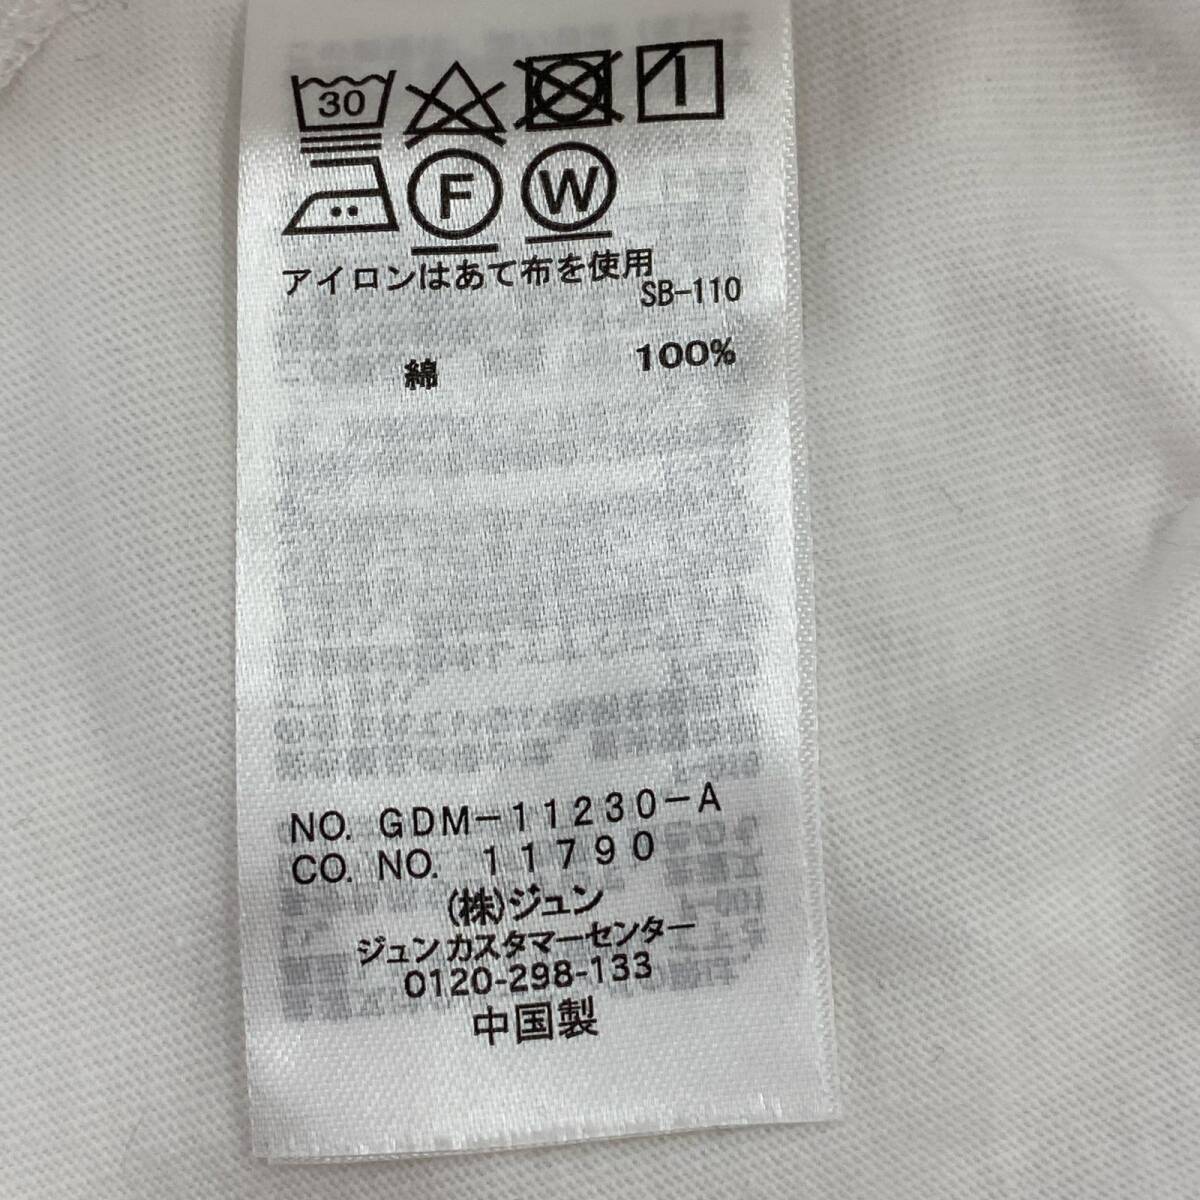 30
F W
アイロンはあて布を使用
SB-110
綿 100%
NO. GDM-11230-A
CO. NO. 11790
(株)ジュン
ジュンカスタマーセンター
0120-298-133
中国製